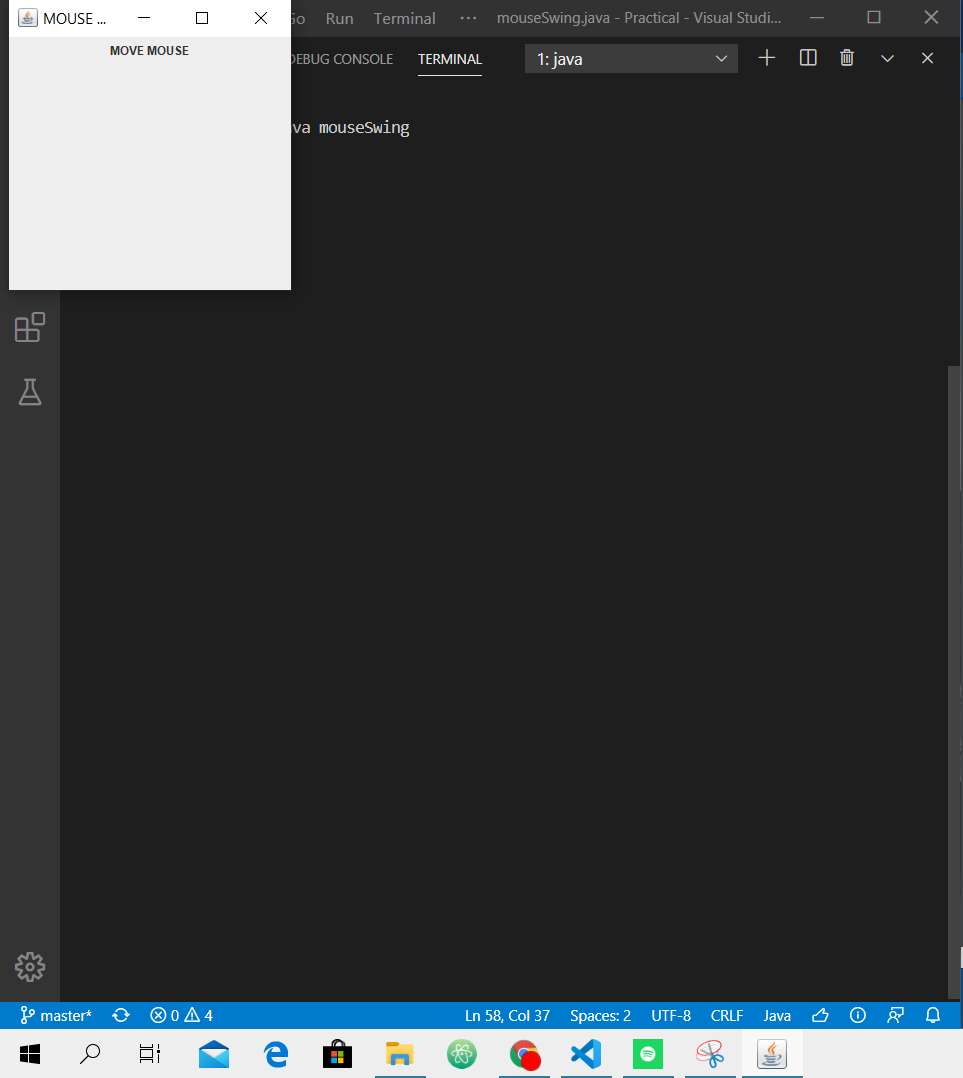 MOUSE ...
Run Terminal ··· mouseSwing.java - Practical - Visual Studi...
MOVE MOUSE
DEBUG CONSOLE TERMINAL 1: java
va mouseSwing
master* 0 4 Ln 58, Col 37 Spaces: 2 UTF-8 CRLF Java